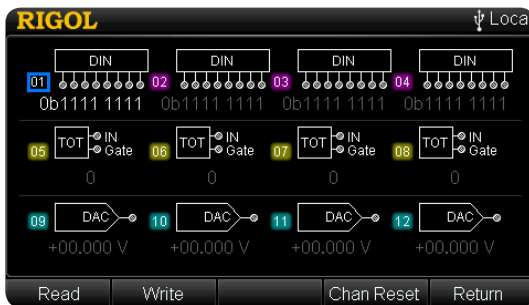 RIGOL Loca
DIN DIN DIN DIN
01 02 03 04
0b1111 1111 0b1111 1111 0b1111 1111 0b1111 1111
TOT IN TOT IN TOT IN TOT IN
05 Gate 06 Gate 07 Gate 08 Gate
0 0 0 0
09 DAC 10 DAC 11 DAC 12 DAC
+00.000 V +00.000 V +00.000 V +00.000 V
Read Write Chan Reset Return